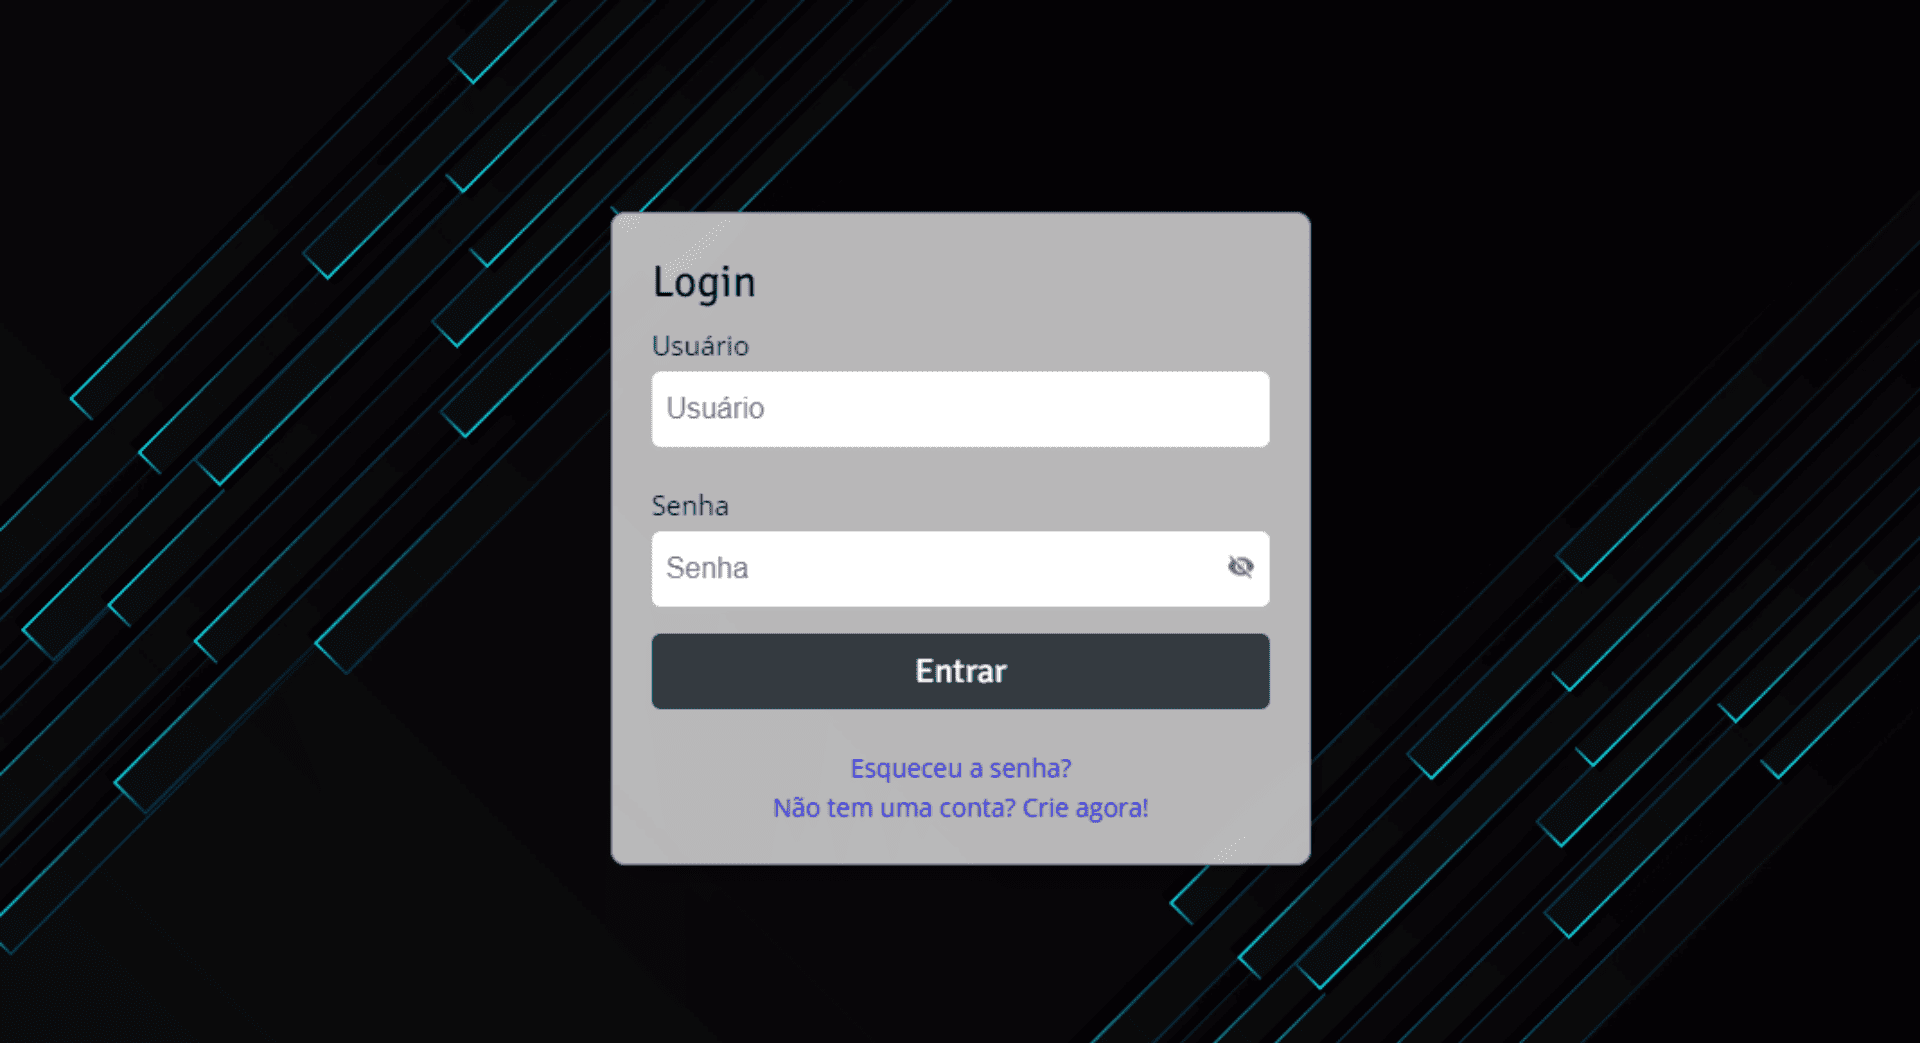 Login
Usuário
Usuário
Senha
Senha
Entrar
Esqueceu a senha?
Não tem uma conta? Crie agora!